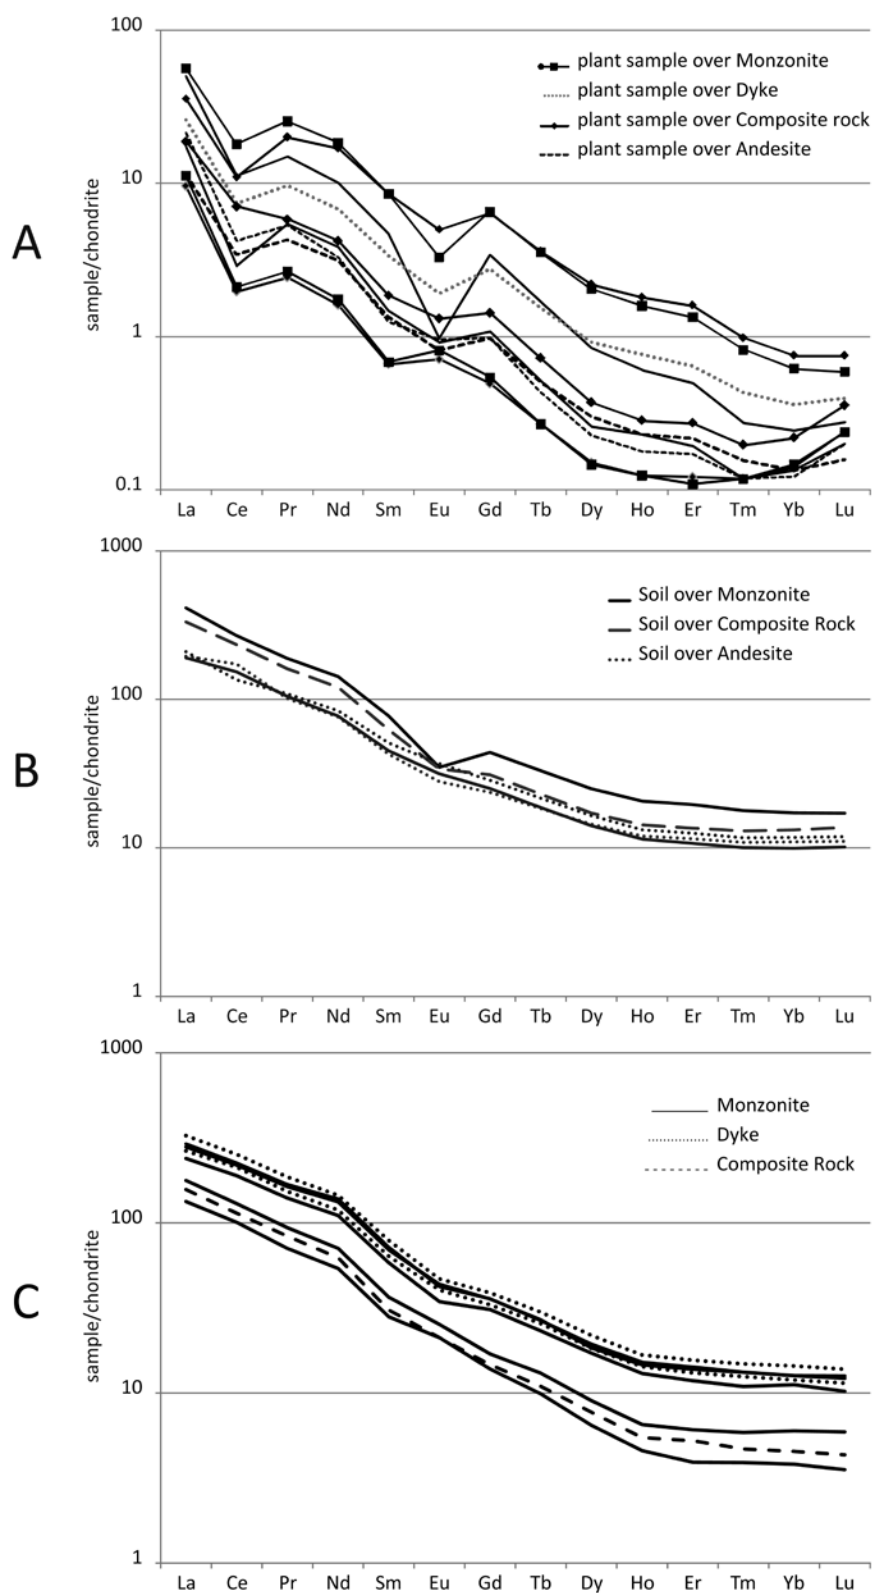 A
sample/chondrite
100
10
1
0.1
plant sample over Monzonite
plant sample over Dyke
plant sample over Composite rock
plant sample over Andesite
La Ce Pr Nd Sm Eu Gd Tb Dy Ho Er Tm Yb Lu
B
sample/chondrite
1000
100
10
1
Soil over Monzonite
Soil over Composite Rock
Soil over Andesite
La Ce Pr Nd Sm Eu Gd Tb Dy Ho Er Tm Yb Lu
C
sample/chondrite
1000
100
10
1
Monzonite
Dyke
Composite Rock
La Ce Pr Nd Sm Eu Gd Tb Dy Ho Er Tm Yb Lu